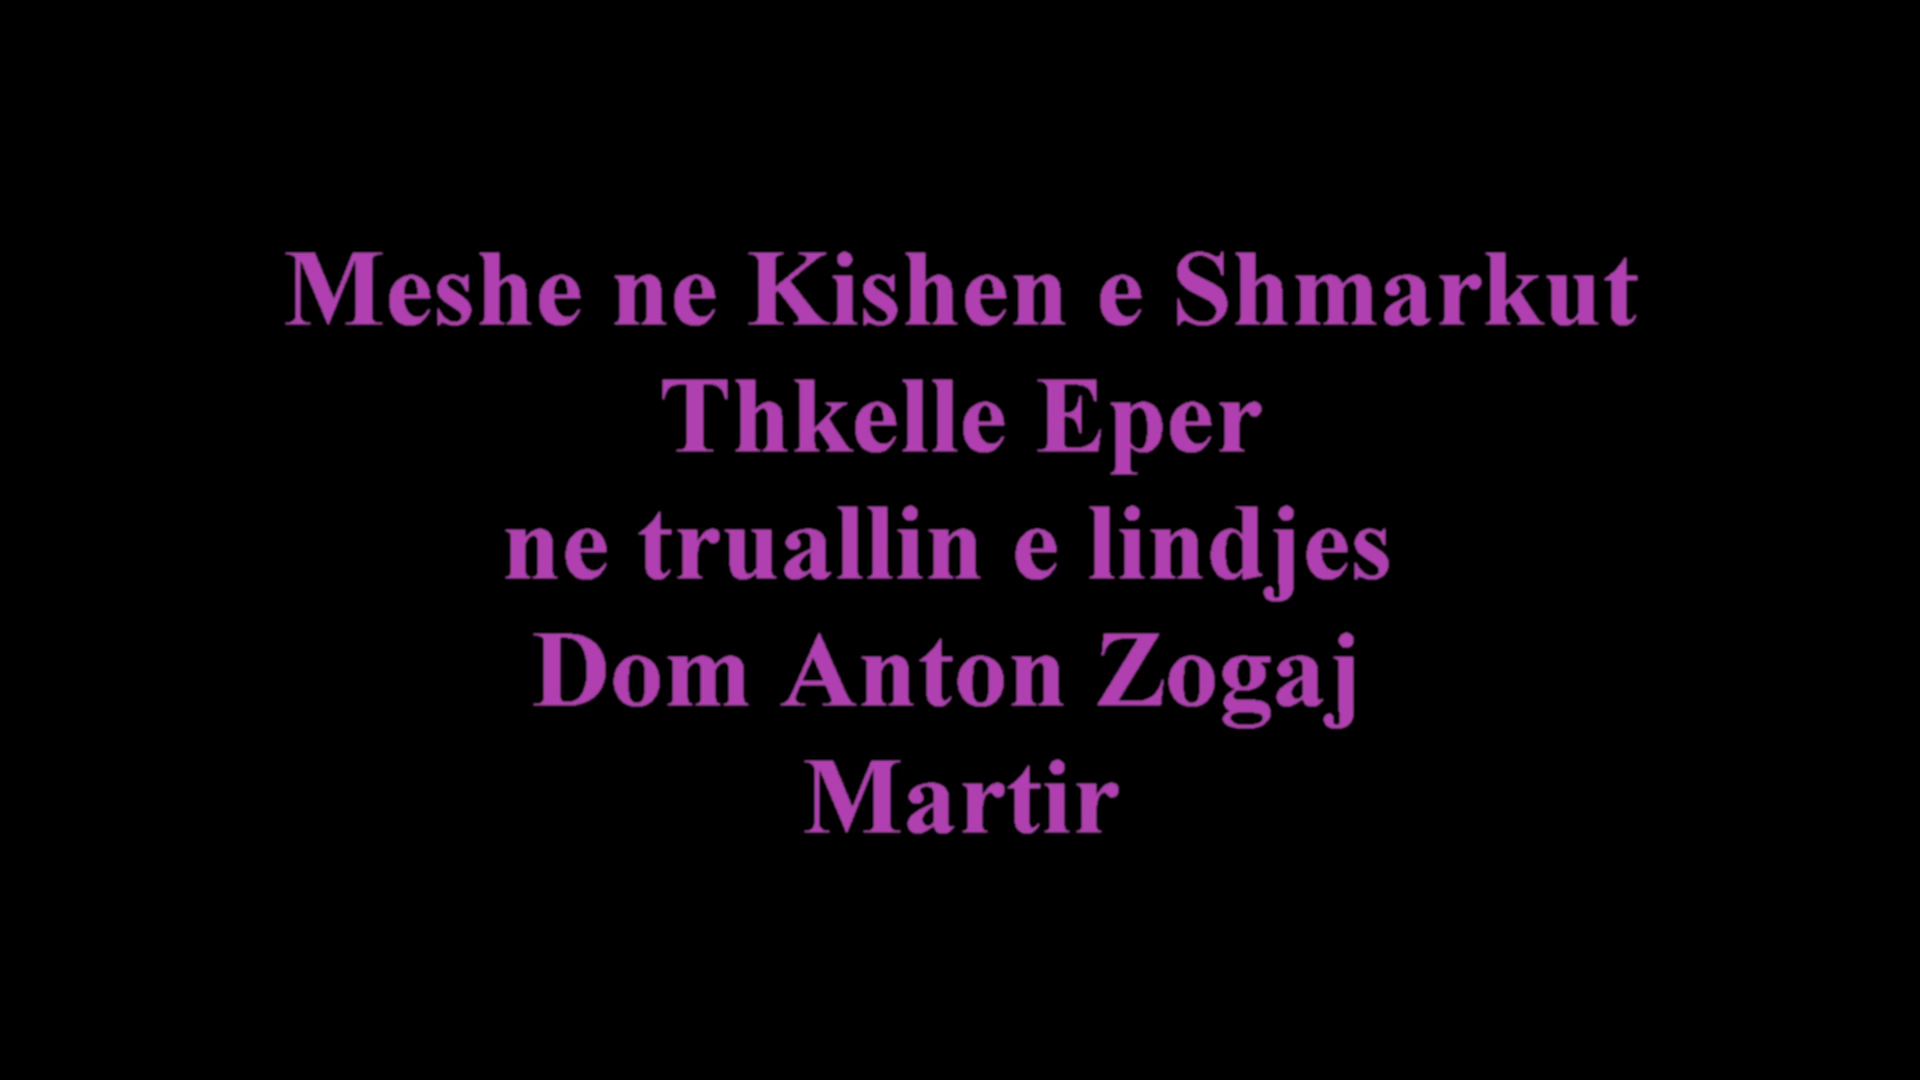 Meshe ne Kishen e Shmarkut
Thkelle Eper
ne truallin e lindjes
Dom Anton Zogaj
Martir